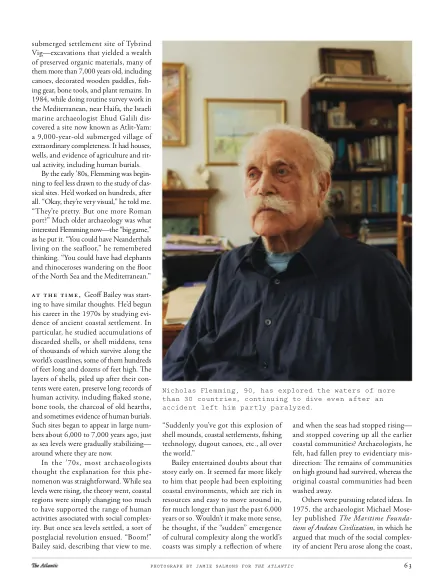 submerged settlement site of Tybrind
Vig—excavations that yielded a wealth
of preserved organic materials, many of
them more than 7,000 years old, including
canoes, decorated wooden paddles, fish-
ing gear, bone tools, and plant remains. In
1984, while doing routine survey work in
the Mediterranean, near Haifa, the Israeli
marine archaeologist Ehud Galili dis-
covered a site now known as Atlit-Yam:
a 9,000-year-old submerged village of
extraordinary completeness. It had houses,
wells, and evidence of agriculture and rit-
ual activity, including human burials.
By the early ’80s, Flemming was begin-
ning to feel less drawn to the study of clas-
sical sites. He’d worked on hundreds, after
all. “Okay, they’re very visual,” he told me.
“They’re pretty. But one more Roman
port?” Much older archaeology was what
interested Flemming now—the “big game,”
as he put it. “You could have Neanderthals
living on the seafloor,” he remembered
thinking. “You could have had elephants
and rhinoceroses wandering on the floor
of the North Sea and the Mediterranean.”
AT THE TIME, Geoff Bailey was start-
ing to have similar thoughts. He’d begun
his career in the 1970s by studying evi-
dence of ancient coastal settlement. In
particular, he studied accumulations of
discarded shells, or shell middens, tens
of thousands of which survive along the
world’s coastlines, some of them hundreds
of feet long and dozens of feet high. The
layers of shells, piled up after their con-
tents were eaten, preserve long records of
human activity, including flaked stone,
bone tools, the charcoal of old hearths,
and sometimes evidence of human burials.
Such sites began to appear in large num-
bers about 6,000 to 7,000 years ago, just
as sea levels were gradually stabilizing—
around where they are now.
In the ’70s, most archaeologists
thought the explanation for this phe-
nomenon was straightforward. While sea
levels were rising, the theory went, coastal
regions were simply changing too much
to have supported the range of human
activities associated with social complex-
ity. But once sea levels settled, a sort of
postglacial revolution ensued. “Boom!”
Bailey said, describing that view to me.
Nicholas Flemming, 90, has explored the waters of more
than 30 countries, continuing to dive even after an
accident left him partly paralyzed.
“Suddenly you’ve got this explosion of
shell mounds, coastal settlements, fishing
technology, dugout canoes, etc., all over
the world.”
Bailey entertained doubts about that
story early on. It seemed far more likely
to him that people had been exploiting
coastal environments, which are rich in
resources and easy to move around in,
for much longer than just the past 6,000
years or so. Wouldn’t it make more sense,
he thought, if the “sudden” emergence
of cultural complexity along the world’s
coasts was simply a reflection of where
and when the seas had stopped rising—
and stopped covering up all the earlier
coastal communities? Archaeologists, he
felt, had fallen prey to evidentiary mis-
direction: The remains of communities
on high ground had survived, whereas the
original coastal communities had been
washed away.
Others were pursuing related ideas. In
1975, the archaeologist Michael Mose-
ley published The Maritime Founda-
tions of Andean Civilization, in which he
argued that much of the social complex-
ity of ancient Peru arose along the coast,
The Atlantic
PHOTOGRAPH BY JAMIE SALMONS FOR THE ATLANTIC
63